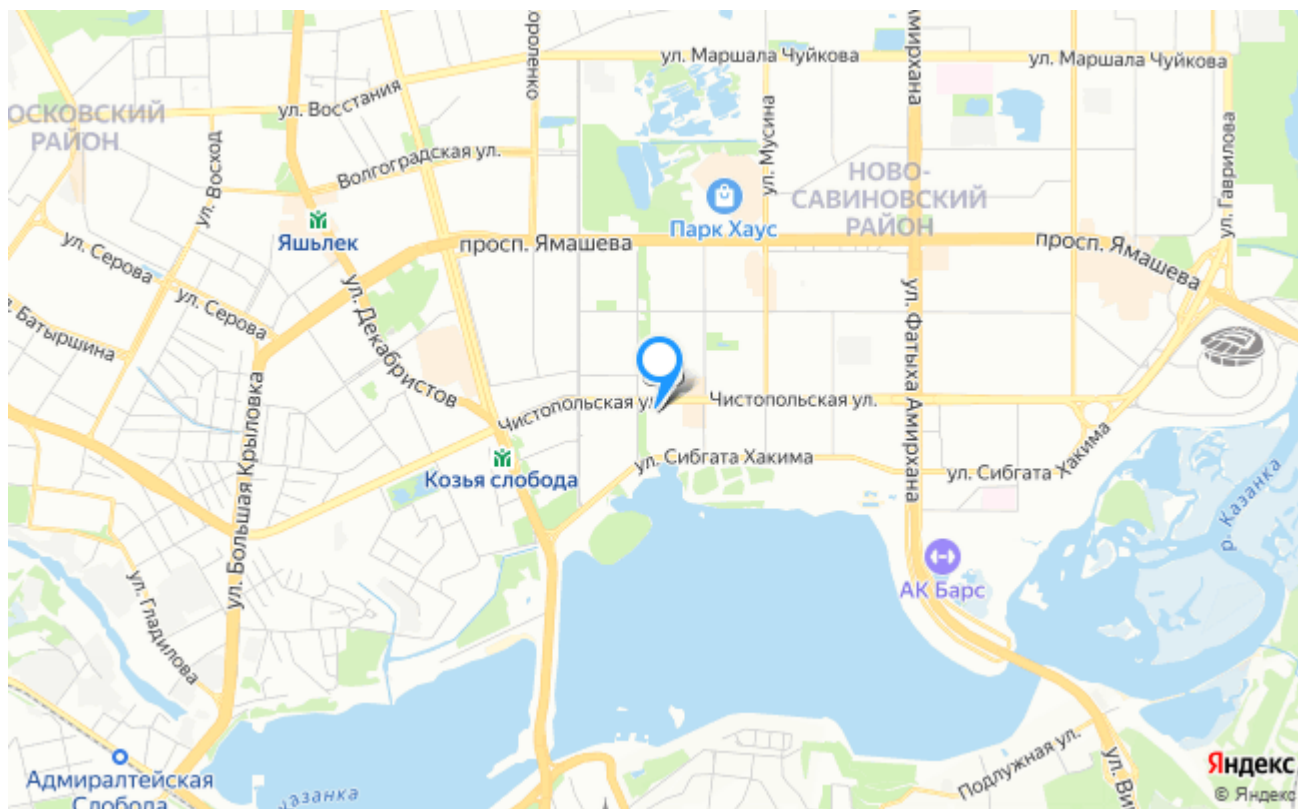 ул. Маршала Чуйкова
ул. Маршала Чуйкова
ул. Восстания
ОСКОВСКИЙ
РАЙОН
Волгоградская ул.
ул. Восход
ул. Мусина
ул. Гаврилова
НОВО-
САВИНОВСКИЙ
РАЙОН
Парк Хаус
Яшьлек
просп. Ямашева
просп. Ямашева
ул. Серова
ул. Серова
Батыршина
ул. Декабристов
ул. Фатыха Амирхана
Амирхана
Чистопольская ул.
Чистопольская ул.
ул. Большая Крыловка
Козья слобода
ул. Сибгата Хакима
ул. Сибгата Хакима
р. Казанка
АК Барс
ул. Гладилова
Подлужная ул.
Адмиралтейская
Слобода
азанка
ул. Ви
Яндекс
© Яндекс